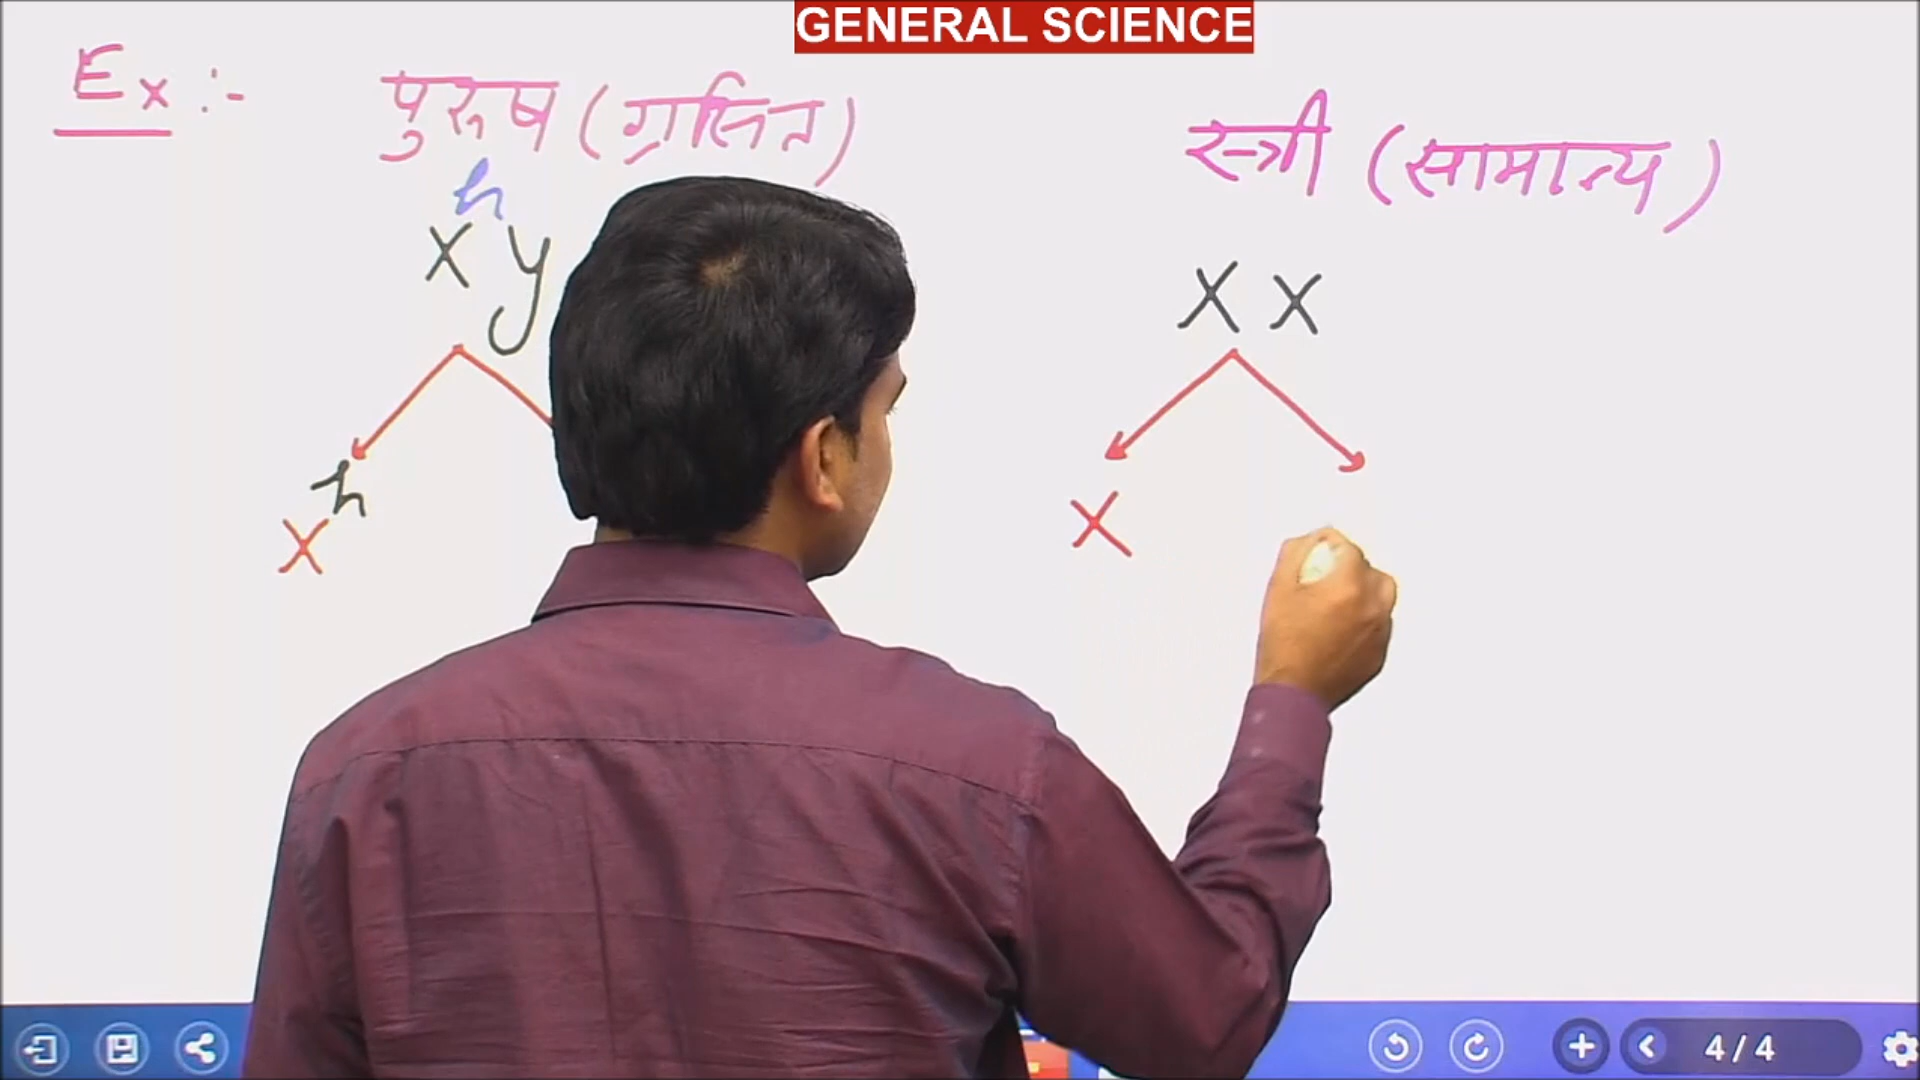 GENERAL SCIENCE
Ex :- पुरुष (ग्रसित) स्त्री (सामान्य)
h
X y X X
h
X X
4 / 4